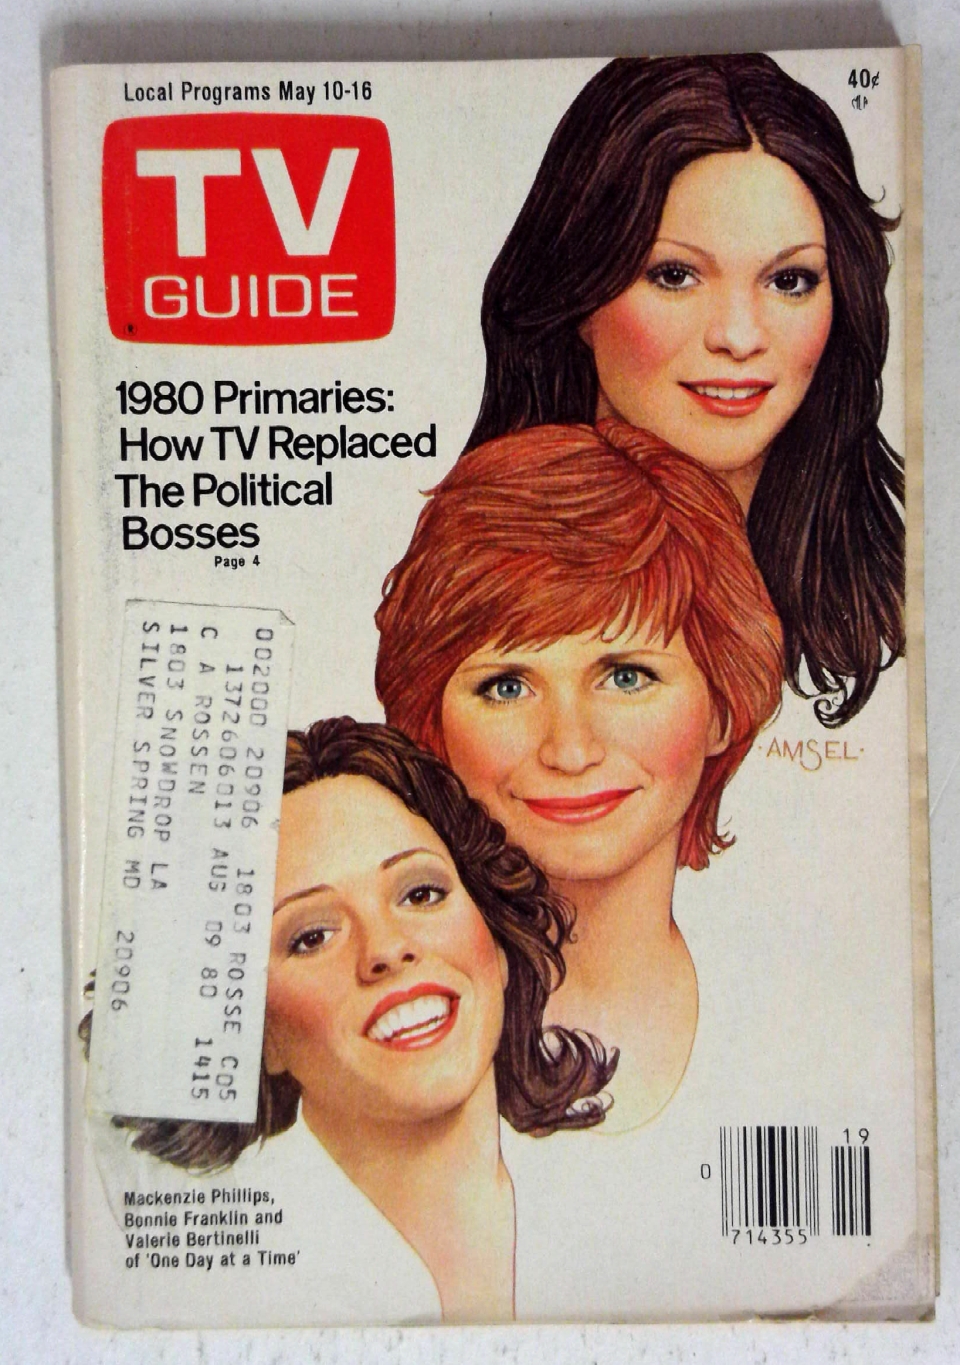 Local Programs May 10-16
40¢
TV
GUIDE
®
1980 Primaries:
How TV Replaced
The Political
Bosses
Page 4
002000 20906 1803 ROSSE C05
1372606013 AUG 09 80 1415
C A ROSSEN
1803 SNOWDROP LA
SILVER SPRING MD 20906
·AMSEL·
Mackenzie Phillips,
Bonnie Franklin and
Valerie Bertinelli
of 'One Day at a Time'
19
0
714355